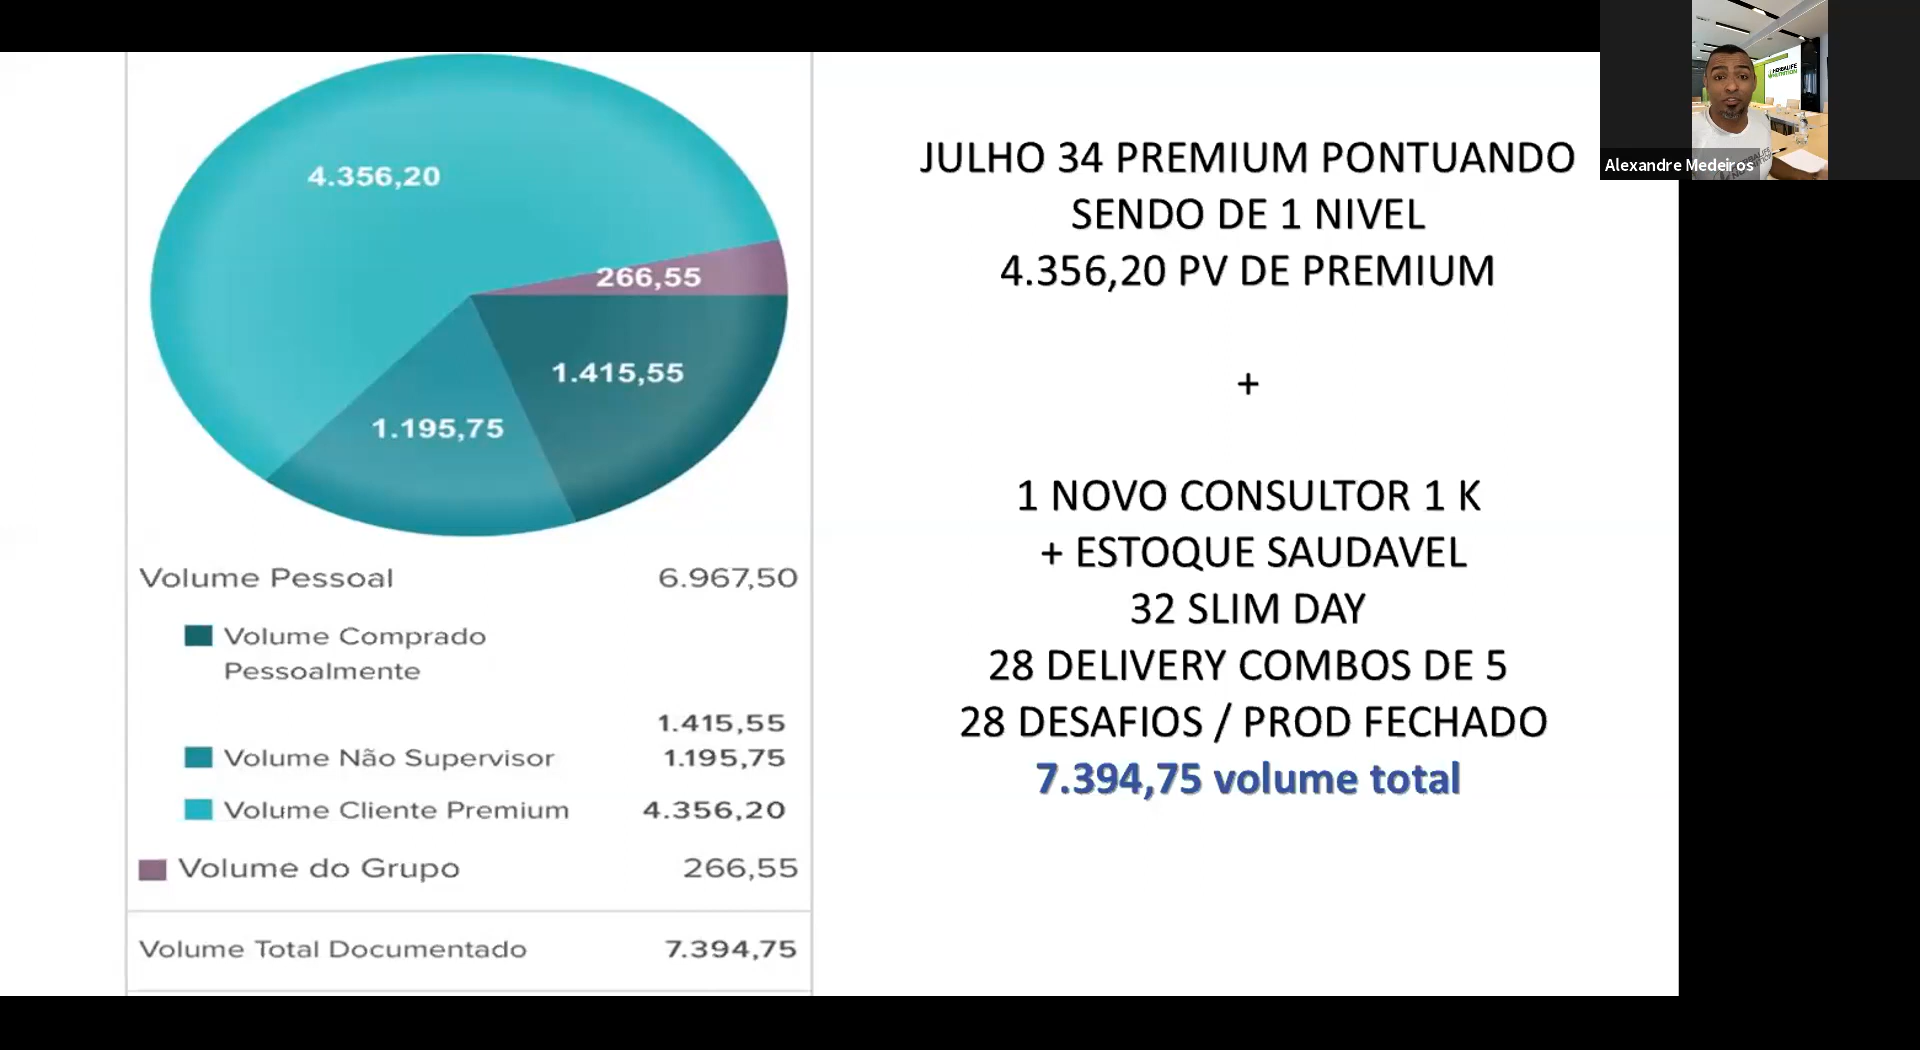 4.356,20
266,55
1.415,55
1.195,75
Volume Pessoal 6.967,50
Volume Comprado
Pessoalmente
1.415,55
Volume Não Supervisor 1.195,75
Volume Cliente Premium 4.356,20
Volume do Grupo 266,55
Volume Total Documentado 7.394,75
JULHO 34 PREMIUM PONTUANDO
SENDO DE 1 NIVEL
4.356,20 PV DE PREMIUM
+
1 NOVO CONSULTOR 1 K
+ ESTOQUE SAUDAVEL
32 SLIM DAY
28 DELIVERY COMBOS DE 5
28 DESAFIOS / PROD FECHADO
7.394,75 volume total
HERBALIFE
NUTRITION
Alexandre Medeiros